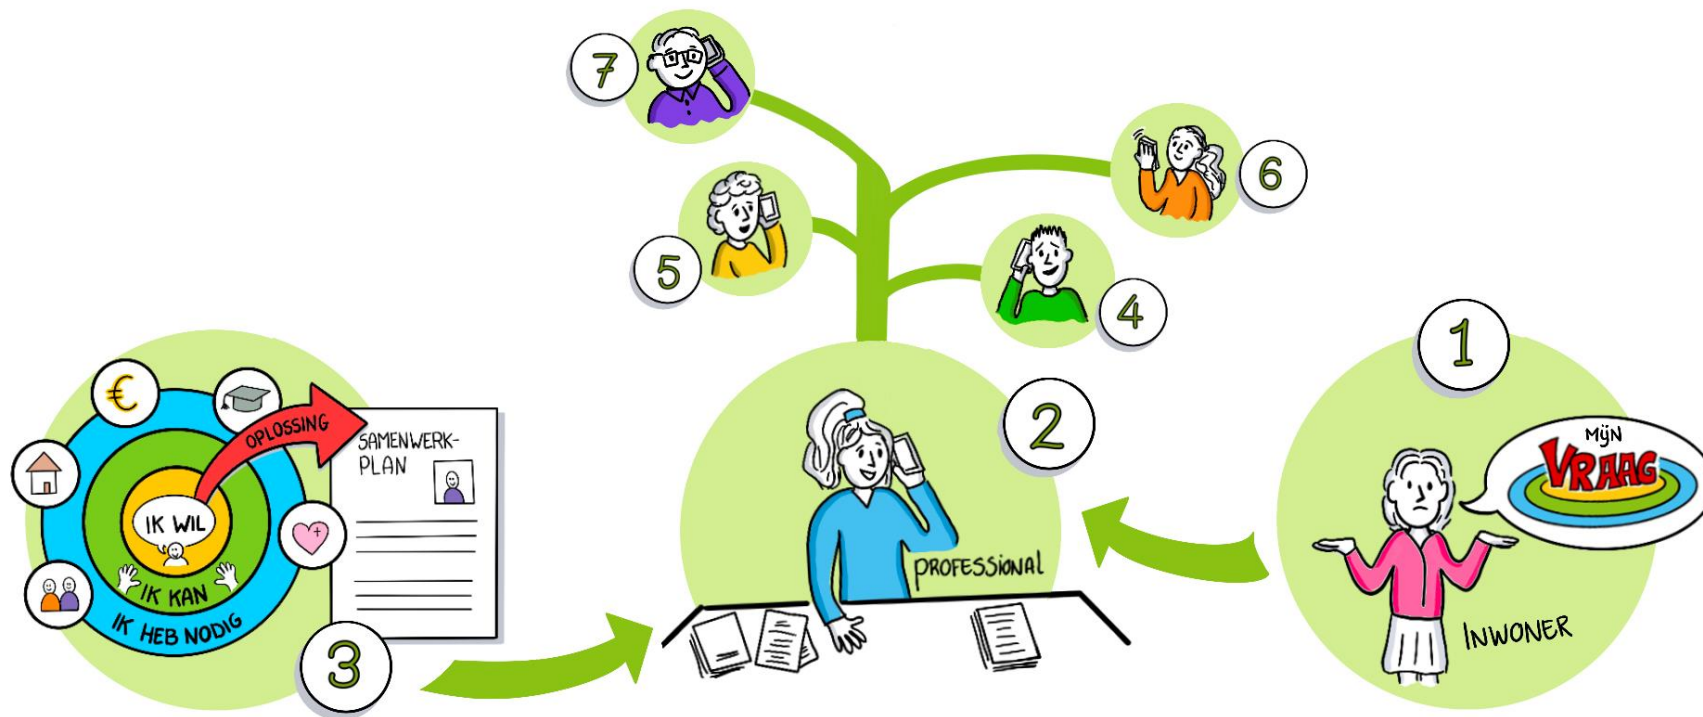 7
6
5
4
1
2
MIJN
VRAAG
INWONER
PROFESSIONAL
€
OPLOSSING
SAMENWERK-
PLAN
IK WIL
IK KAN
IK HEB NODIG
3